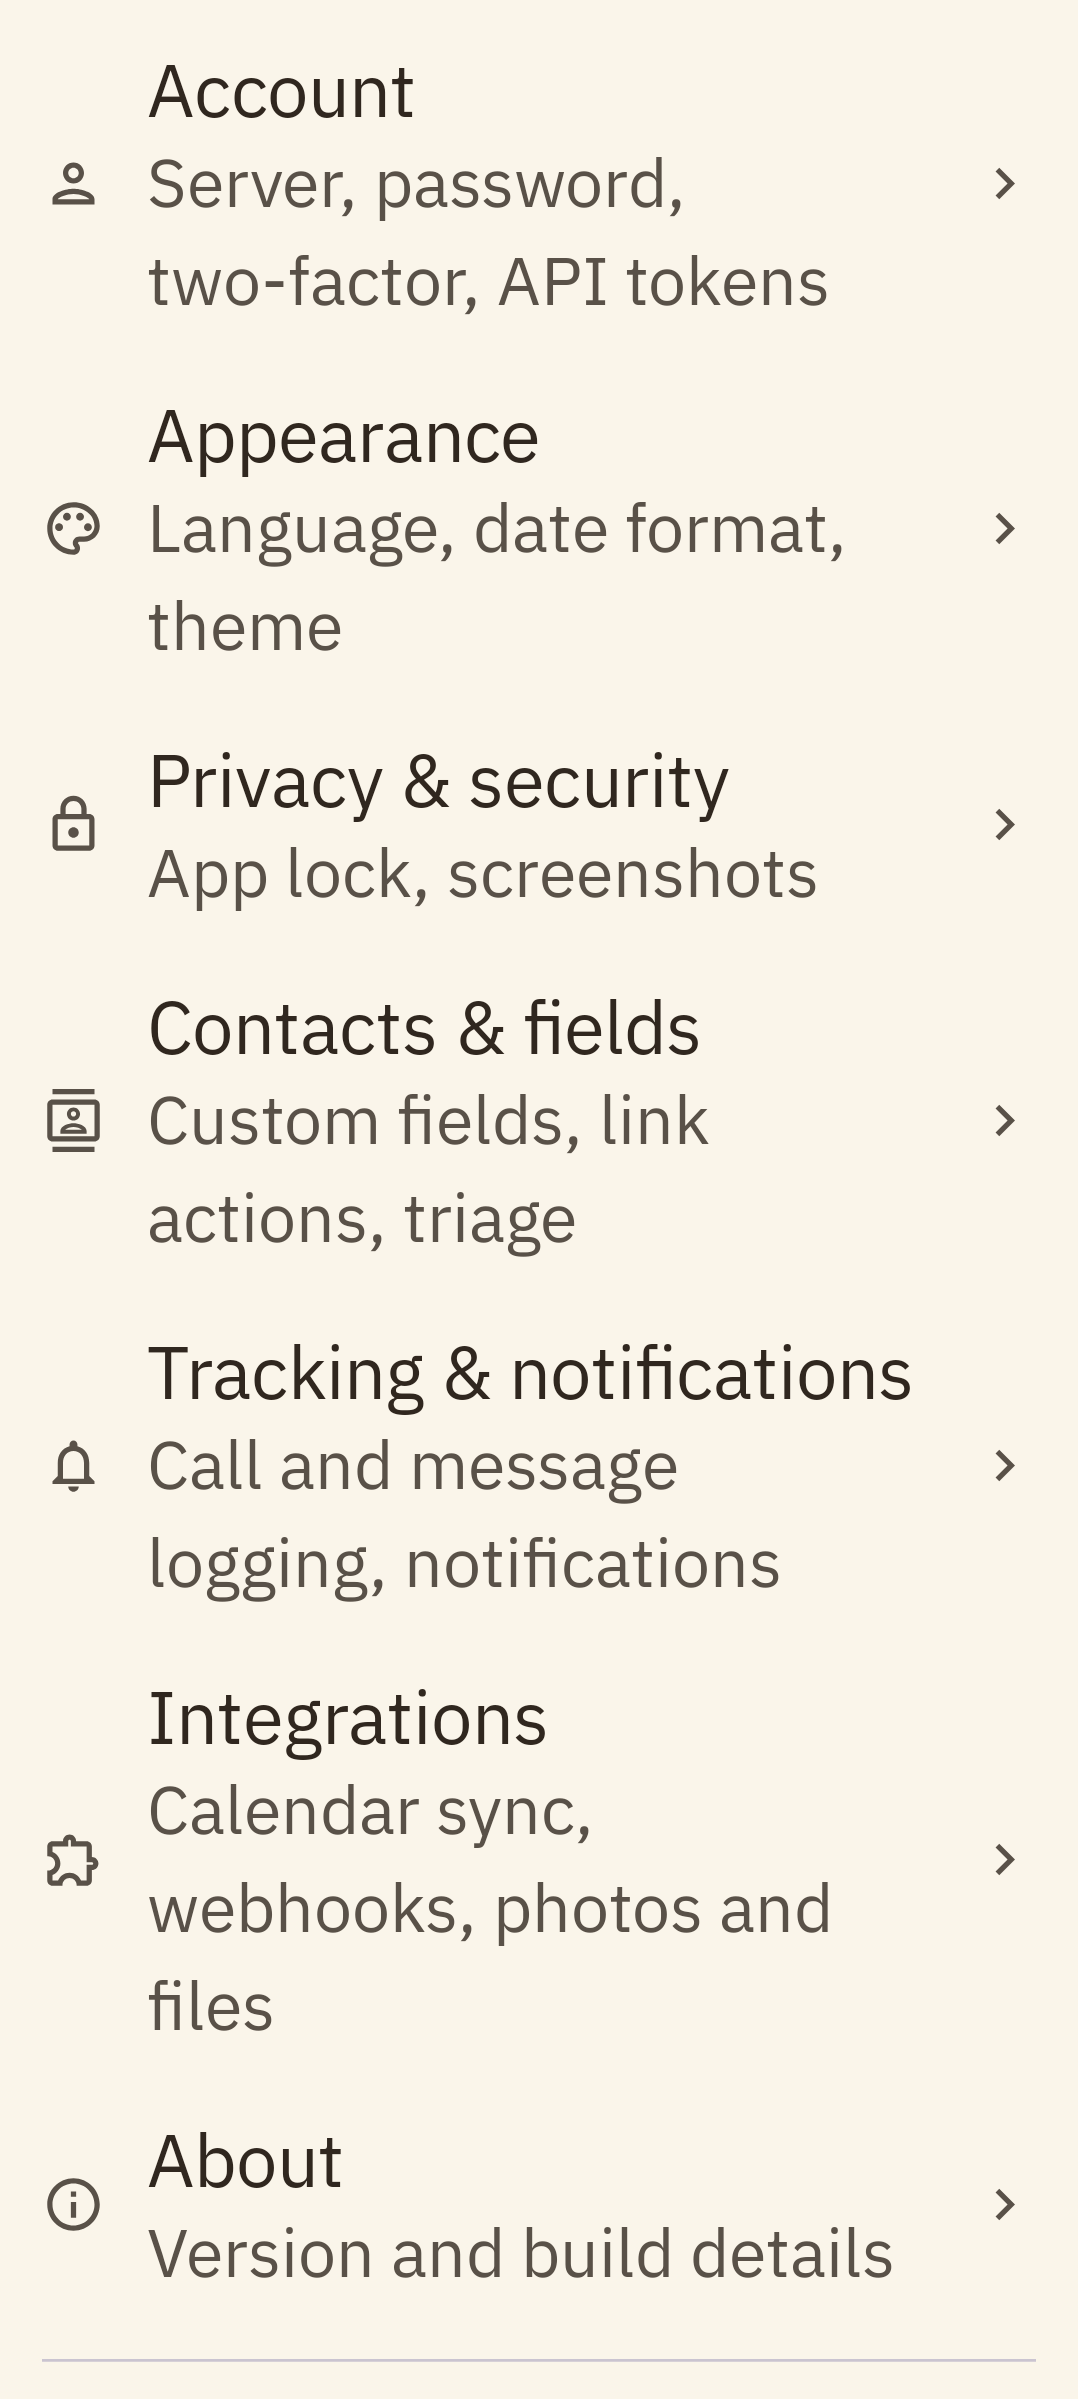 Account
Server, password,
two-factor, API tokens
Appearance
Language, date format,
theme
Privacy & security
App lock, screenshots
Contacts & fields
Custom fields, link
actions, triage
Tracking & notifications
Call and message
logging, notifications
Integrations
Calendar sync,
webhooks, photos and
files
About
Version and build details